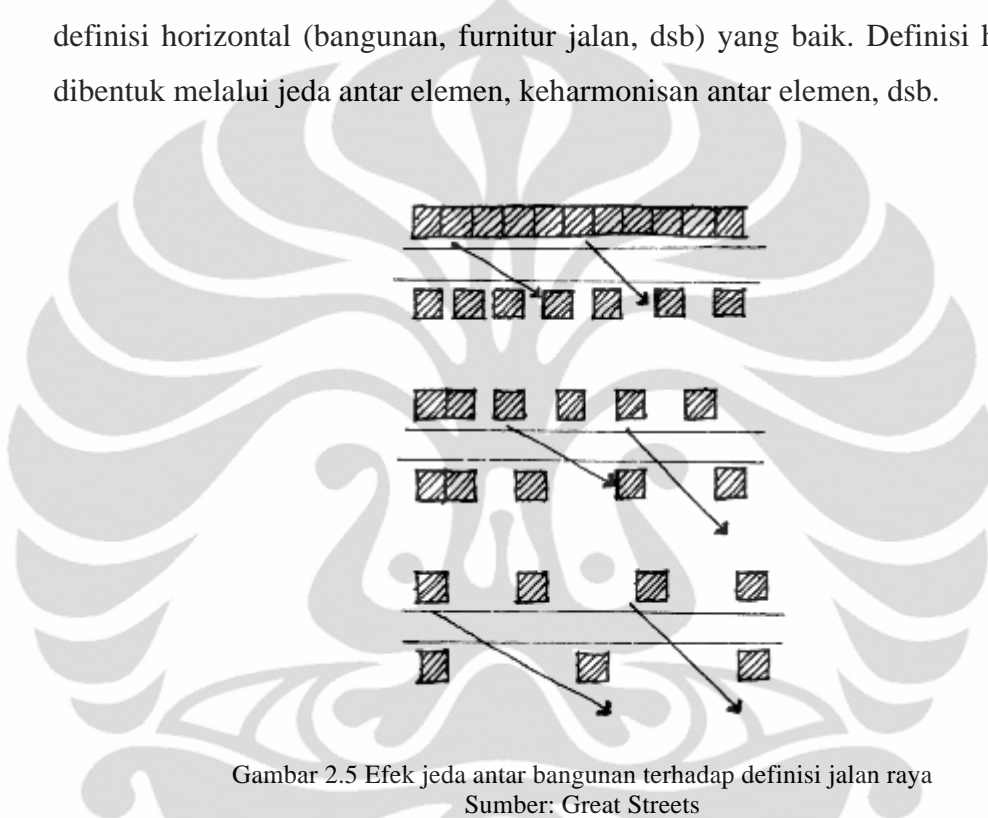 definisi horizontal (bangunan, furnitur jalan, dsb) yang baik. Definisi
dibentuk melalui jeda antar elemen, keharmonisan antar elemen, dsb.
Gambar 2.5 Efek jeda antar bangunan terhadap definisi jalan raya
Sumber: Great Streets